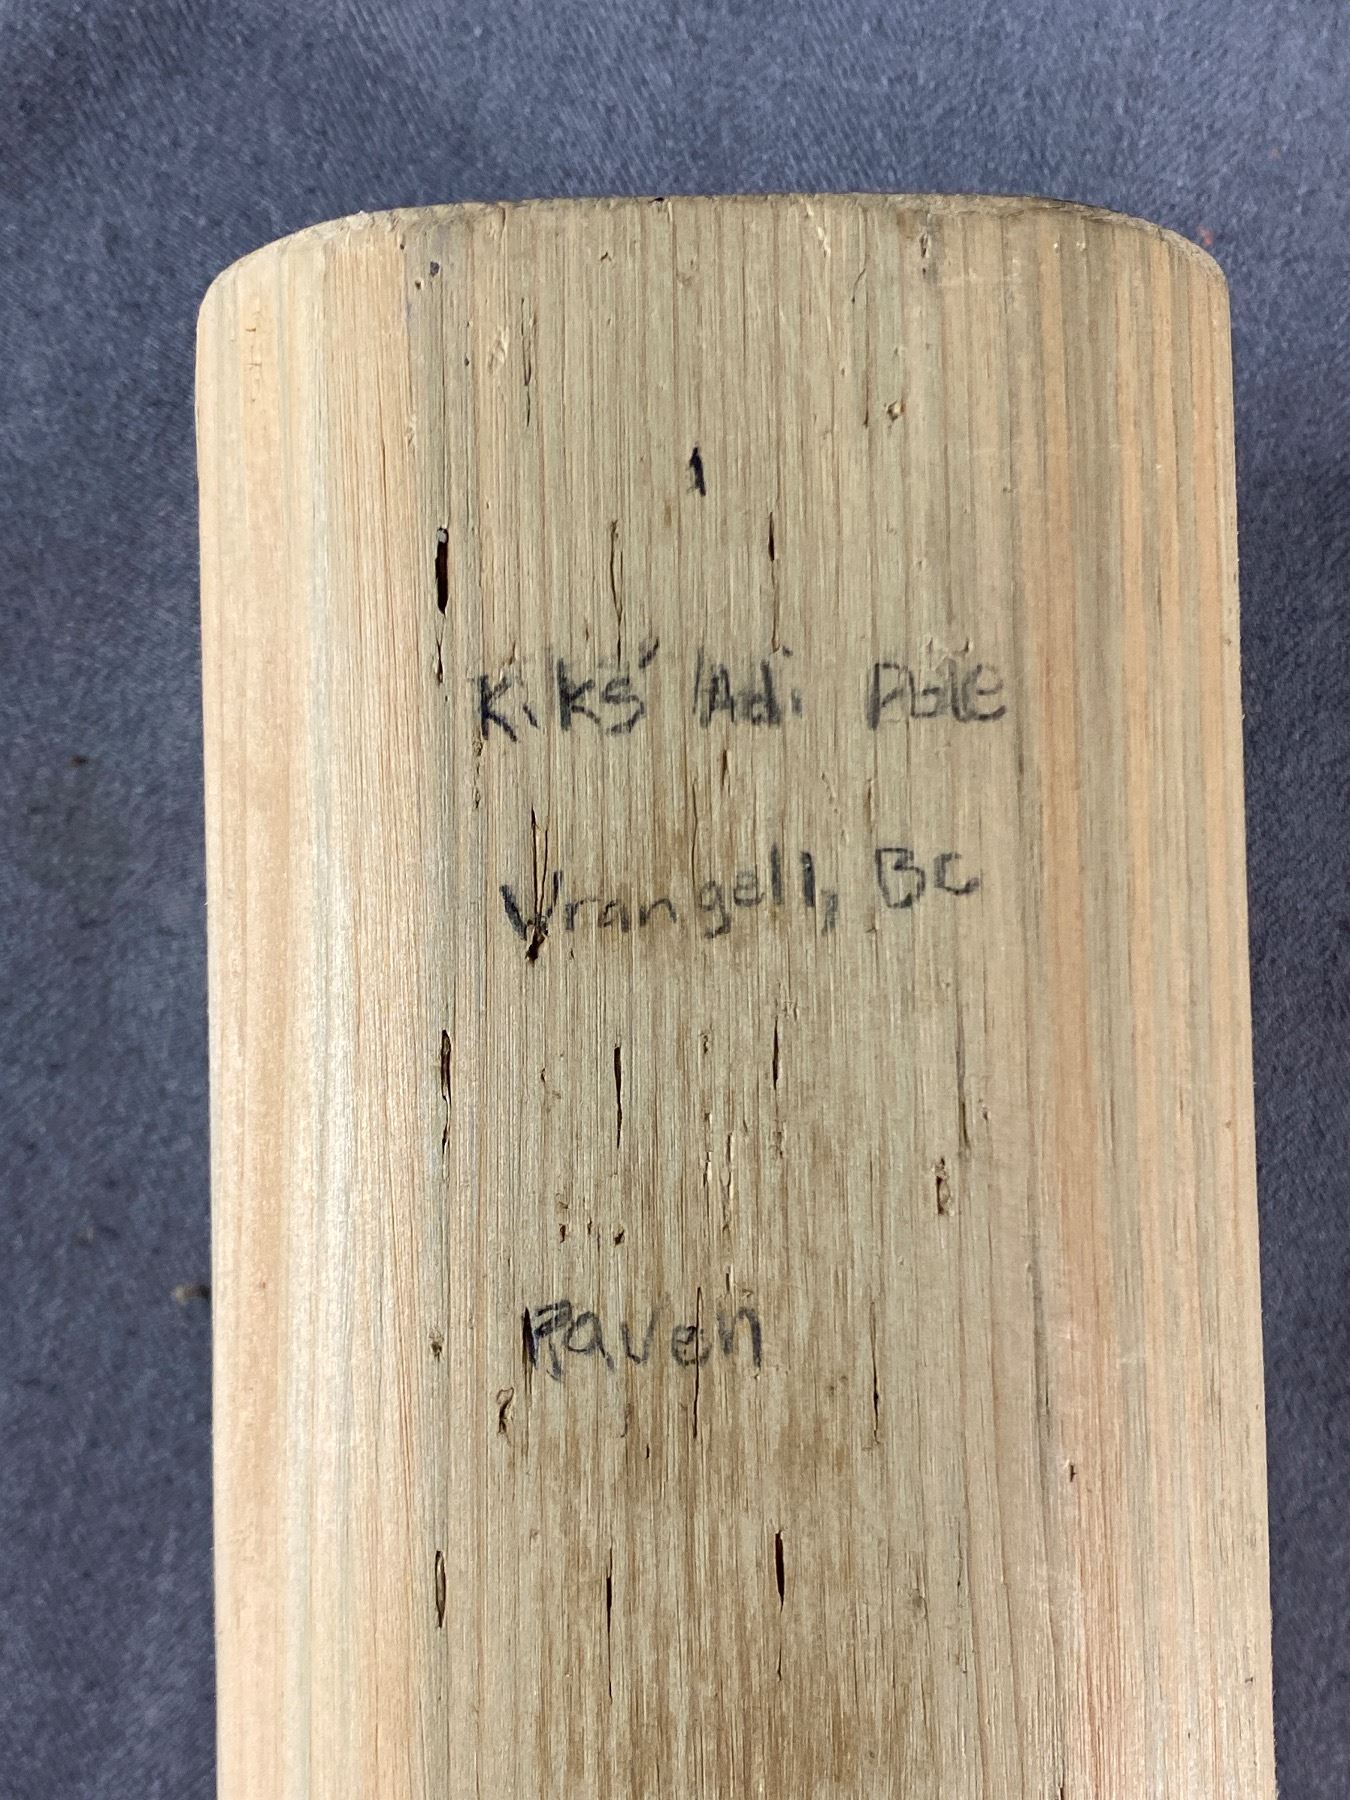 1
Kiks' Adi Pole
Wrangell, BC
Raven